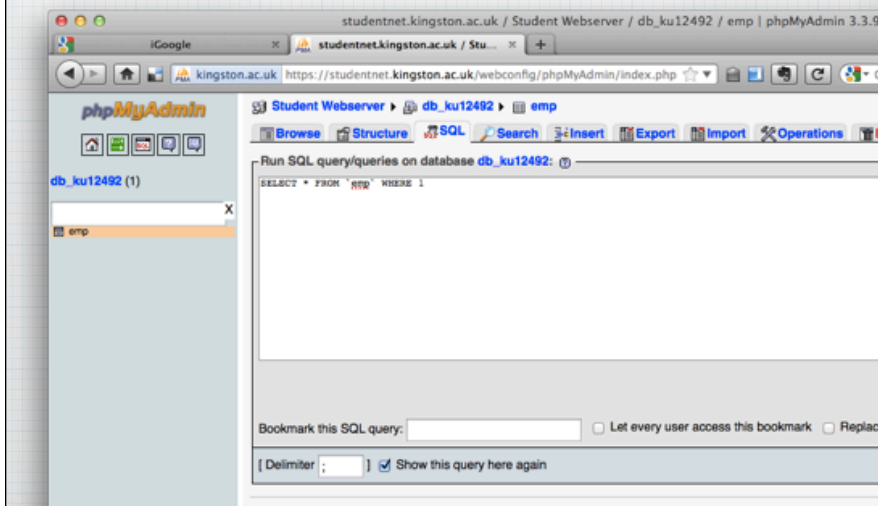 studentnet.kingston.ac.uk / Student Webserver / db_ku12492 / emp | phpMyAdmin 3.3.9
iGoogle × studentnet.kingston.ac.uk / Stu... × +
kingston.ac.uk https://studentnet.kingston.ac.uk/webconfig/phpMyAdmin/index.php
phpMyAdmin
Student Webserver ▸ db_ku12492 ▸ emp
Browse Structure SQL Search Insert Export Import Operations
db_ku12492 (1)
X
emp
Run SQL query/queries on database db_ku12492:
SELECT * FROM `emp` WHERE 1
Bookmark this SQL query: Let every user access this bookmark Replac
[ Delimiter ; ] Show this query here again